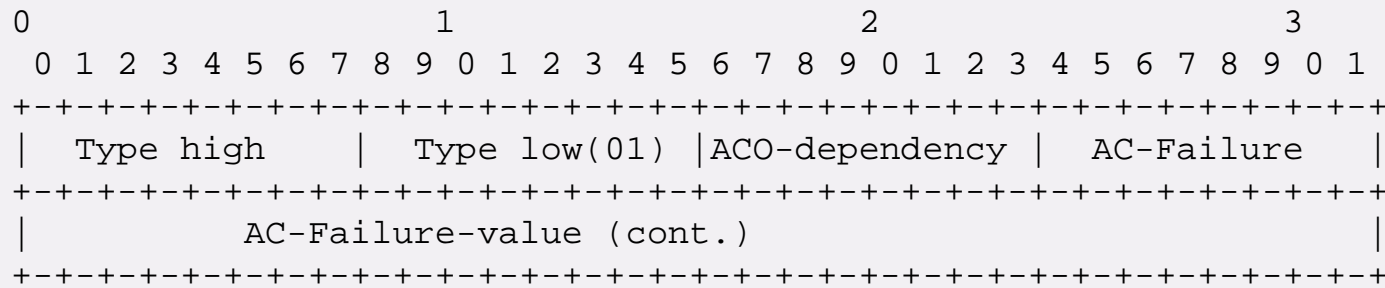 0                   1                   2                   3
 0 1 2 3 4 5 6 7 8 9 0 1 2 3 4 5 6 7 8 9 0 1 2 3 4 5 6 7 8 9 0 1
+-+-+-+-+-+-+-+-+-+-+-+-+-+-+-+-+-+-+-+-+-+-+-+-+-+-+-+-+-+-+-+-+
|  Type high    |  Type low(01) |ACO-dependency |  AC-Failure   |
+-+-+-+-+-+-+-+-+-+-+-+-+-+-+-+-+-+-+-+-+-+-+-+-+-+-+-+-+-+-+-+-+
|          AC-Failure-value (cont.)                             |
+-+-+-+-+-+-+-+-+-+-+-+-+-+-+-+-+-+-+-+-+-+-+-+-+-+-+-+-+-+-+-+-+